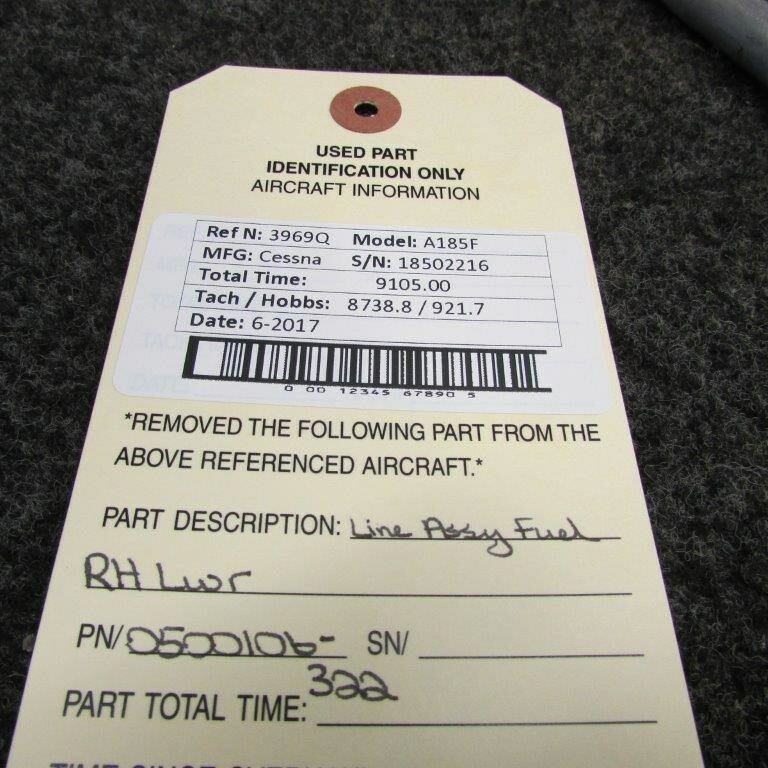 USED PART
IDENTIFICATION ONLY
AIRCRAFT INFORMATION
Ref N: 3969Q Model: A185F
MFG: Cessna S/N: 18502216
Total Time: 9105.00
Tach / Hobbs: 8738.8 / 921.7
Date: 6-2017
0 00 12345 67890 5
*REMOVED THE FOLLOWING PART FROM THE
ABOVE REFERENCED AIRCRAFT.*
PART DESCRIPTION: Line Assy Fuel
RH Lwr
PN/ 0500106- SN/
322
PART TOTAL TIME: